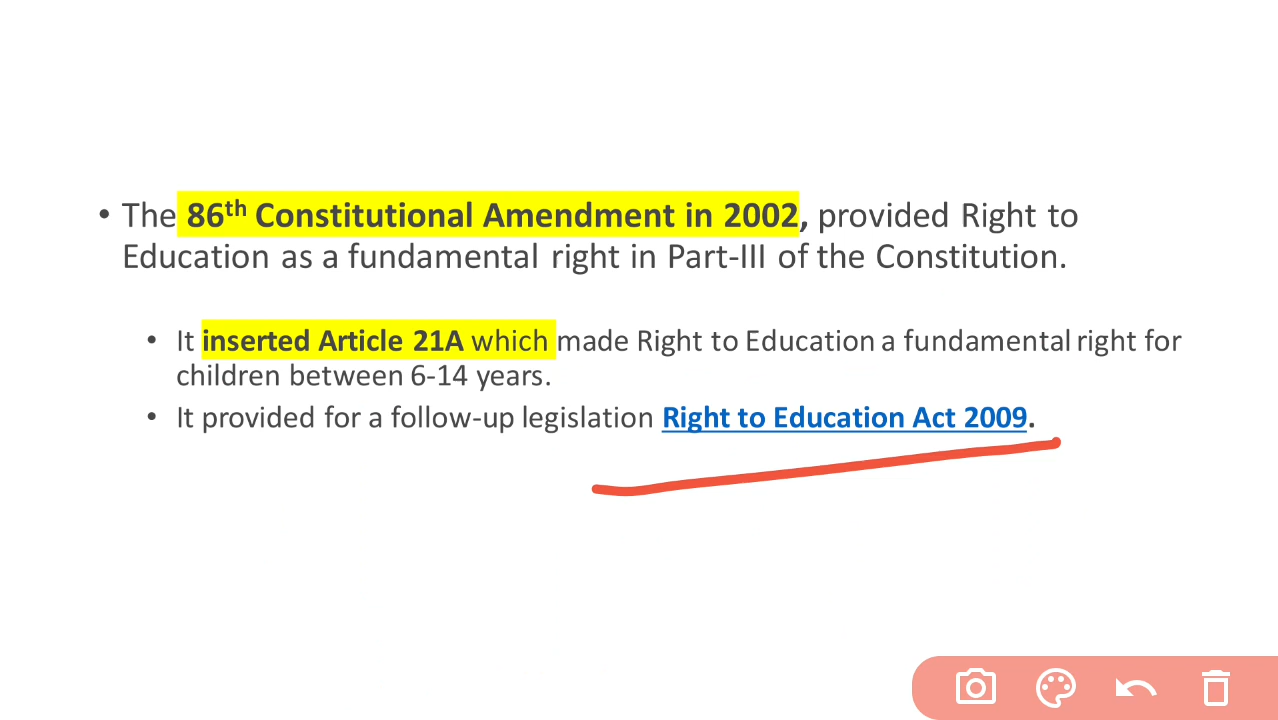 • The 86th Constitutional Amendment in 2002, provided Right to
Education as a fundamental right in Part-III of the Constitution.
• It inserted Article 21A which made Right to Education a fundamental right for
children between 6-14 years.
• It provided for a follow-up legislation Right to Education Act 2009.